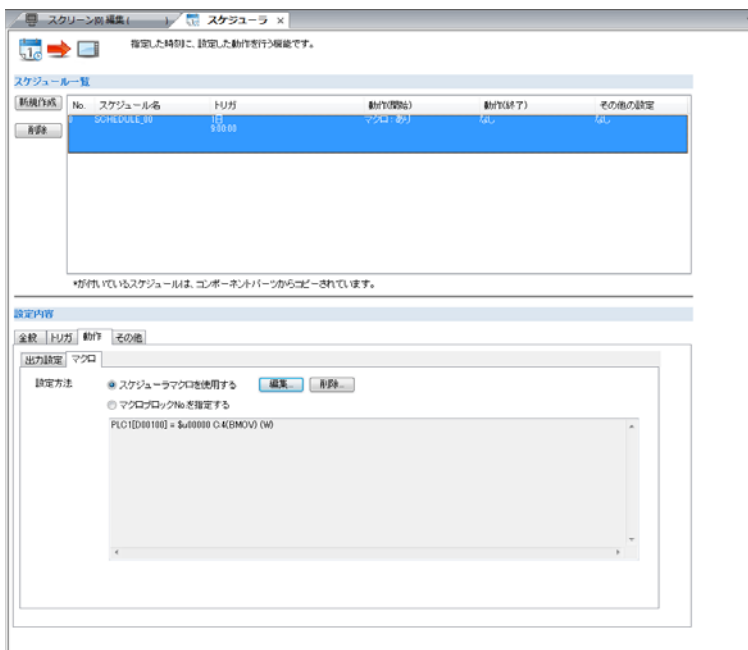 スクリーン[0] 編集(　　) スケジューラ ×
指定した時刻に、設定した動作を行う機能です。
スケジュール一覧
新規作成
削除
No. スケジュール名 トリガ 動作(開始) 動作(終了) その他の設定
0 SCHEDULE_00 1日 マクロ：あり なし なし
9:00:00
*が付いているスケジュールは、コンポーネントパーツからコピーされています。
設定内容
全般 トリガ 動作 その他
出力設定 マクロ
設定方法 スケジューラマクロを使用する 編集... 削除...
マクロブロックNo.を指定する
PLC1[D00100] = $u00000 C:4(BMOV) (W)